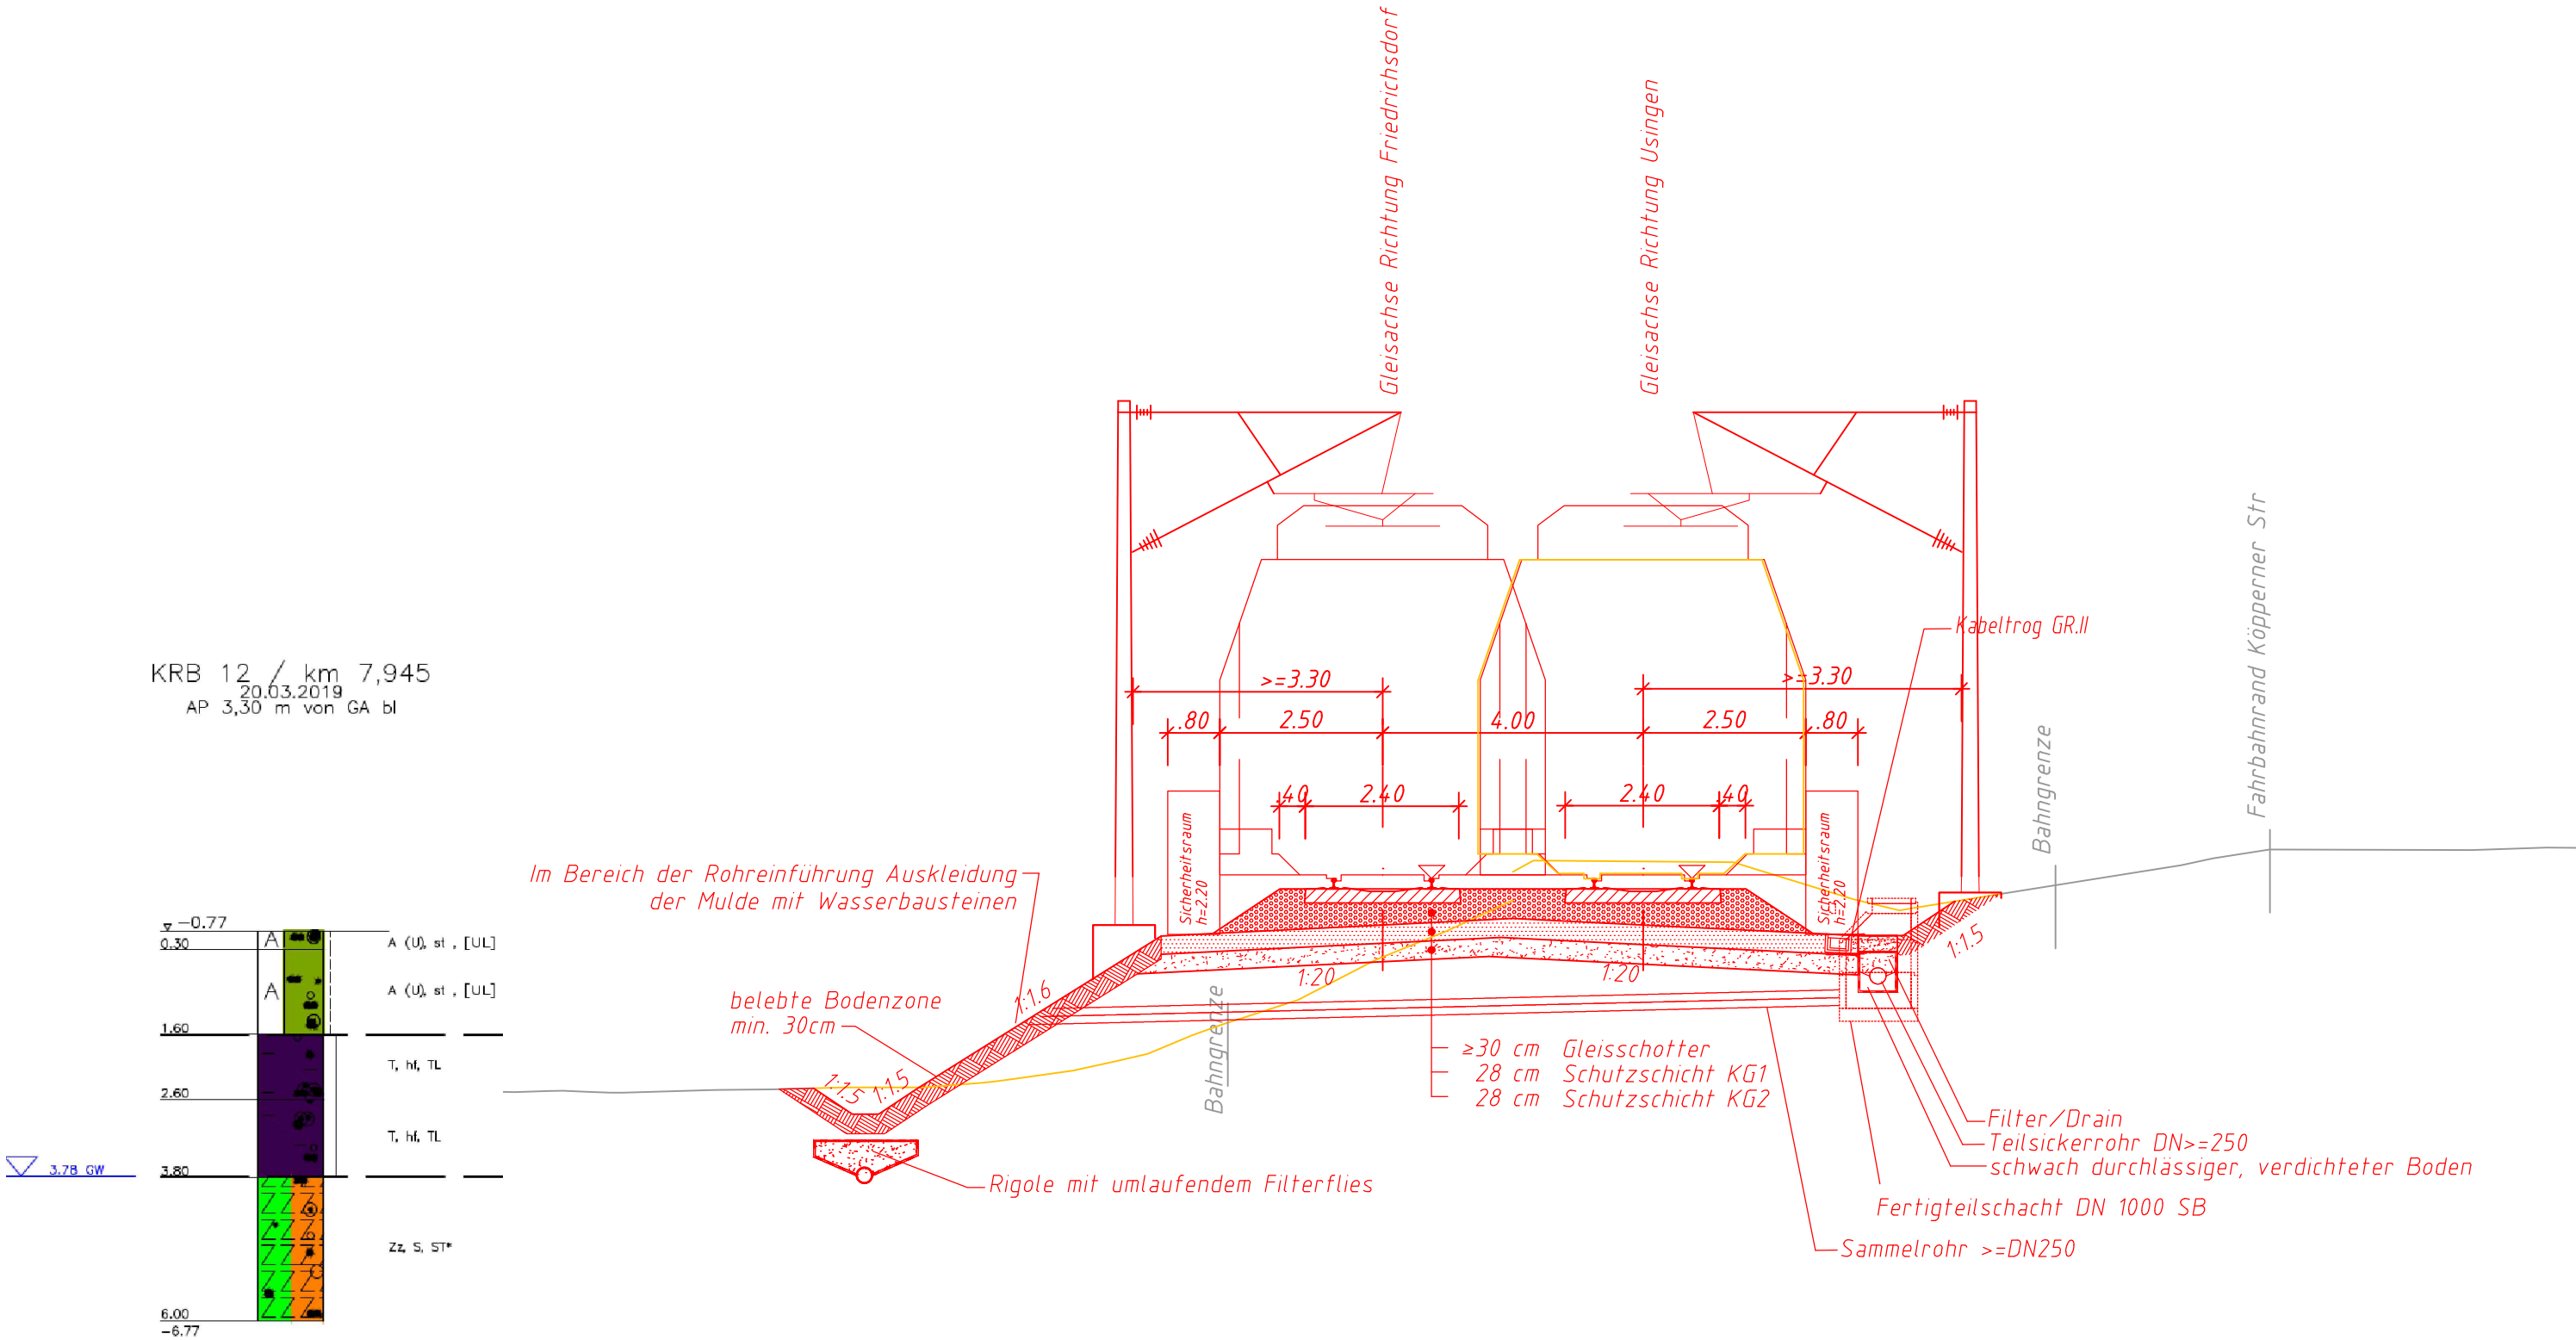 Gleisachse Richtung Friedrichsdorf
Gleisachse Richtung Usingen
Fahrbahnrand Köpperner Str
Bahngrenze
Kabeltrog GR.II
KRB 12 / km 7,945
20.03.2019
AP 3,30 m von GA bl
>=3.30
>=3.30
.80
2.50
4.00
2.50
.80
.40
2.40
2.40
.40
Sicherheitsraum
h=2.20
Sicherheitsraum
h=2.20
Im Bereich der Rohreinführung Auskleidung
der Mulde mit Wasserbausteinen
-0.77
0.30
A
A (U), st , [UL]
A
A (U), st , [UL]
1.60
T, hf, TL
2.60
T, hf, TL
3.78 GW
3.80
Zz, S, ST*
6.00
-6.77
1:1.5
1:20
1:20
1:1.6
belebte Bodenzone
min. 30cm
Bahngrenze
1:1.5
1:1.5
≥30 cm Gleisschotter
28 cm Schutzschicht KG1
28 cm Schutzschicht KG2
Filter/Drain
Teilsickerrohr DN>=250
schwach durchlässiger, verdichteter Boden
Rigole mit umlaufendem Filterflies
Fertigteilschacht DN 1000 SB
Sammelrohr >=DN250